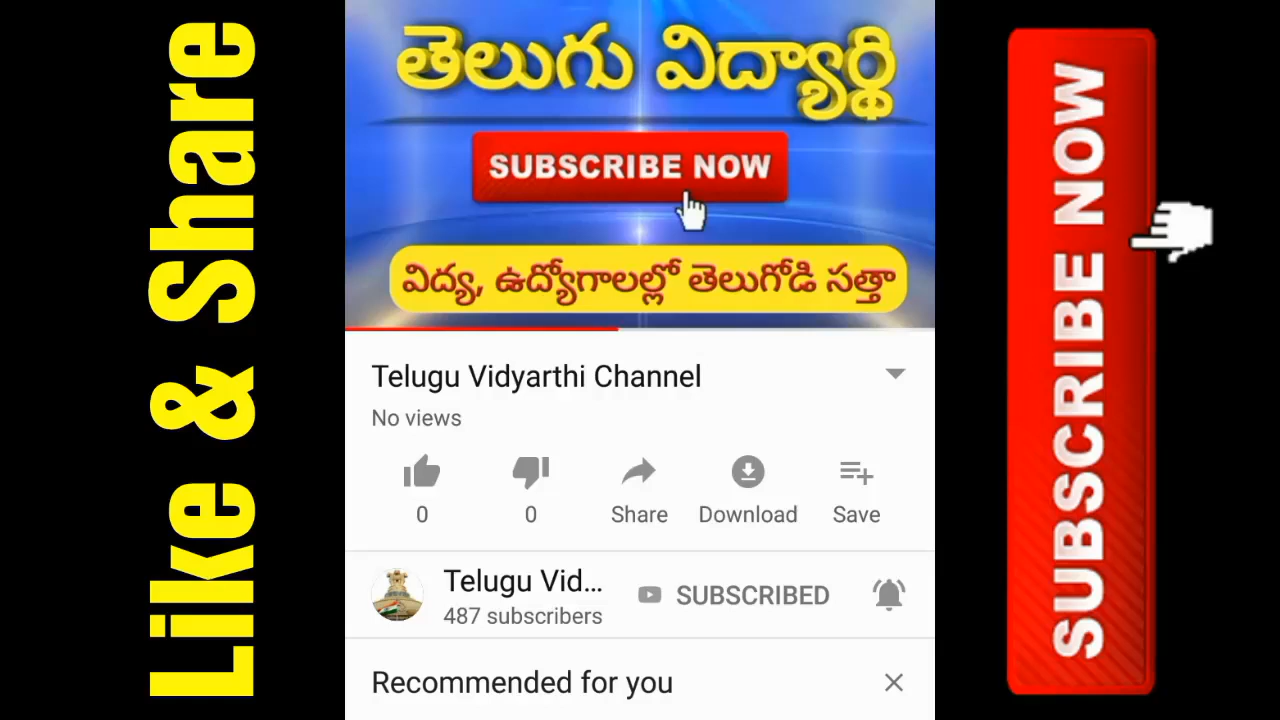 Like & Share
తెలుగు విద్యార్థి
SUBSCRIBE NOW
విద్య, ఉద్యోగాలల్లో తెలుగోడి సత్తా
Telugu Vidyarthi Channel
No views
0
0
Share
Download
Save
Telugu Vid...
487 subscribers
SUBSCRIBED
Recommended for you
SUBSCRIBE NOW